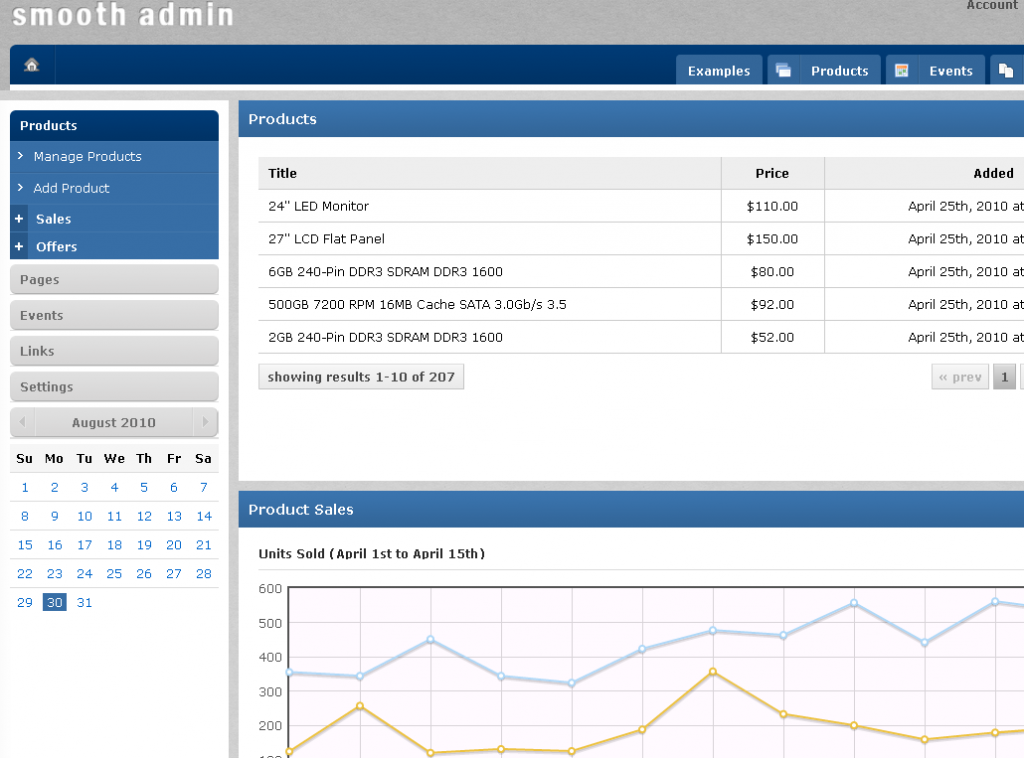 smooth admin
Account
Examples Products Events
Products
Manage Products
Add Product
Sales
Offers
Pages
Events
Links
Settings
August 2010
Su Mo Tu We Th Fr Sa
1 2 3 4 5 6 7
8 9 10 11 12 13 14
15 16 17 18 19 20 21
22 23 24 25 26 27 28
29 30 31
Products
Title Price Added
24" LED Monitor $110.00 April 25th, 2010 at
27" LCD Flat Panel $150.00 April 25th, 2010 at
6GB 240-Pin DDR3 SDRAM DDR3 1600 $80.00 April 25th, 2010 at
500GB 7200 RPM 16MB Cache SATA 3.0Gb/s 3.5 $92.00 April 25th, 2010 at
2GB 240-Pin DDR3 SDRAM DDR3 1600 $52.00 April 25th, 2010 at
showing results 1-10 of 207 « prev 1
Product Sales
Units Sold (April 1st to April 15th)
600
500
400
300
200